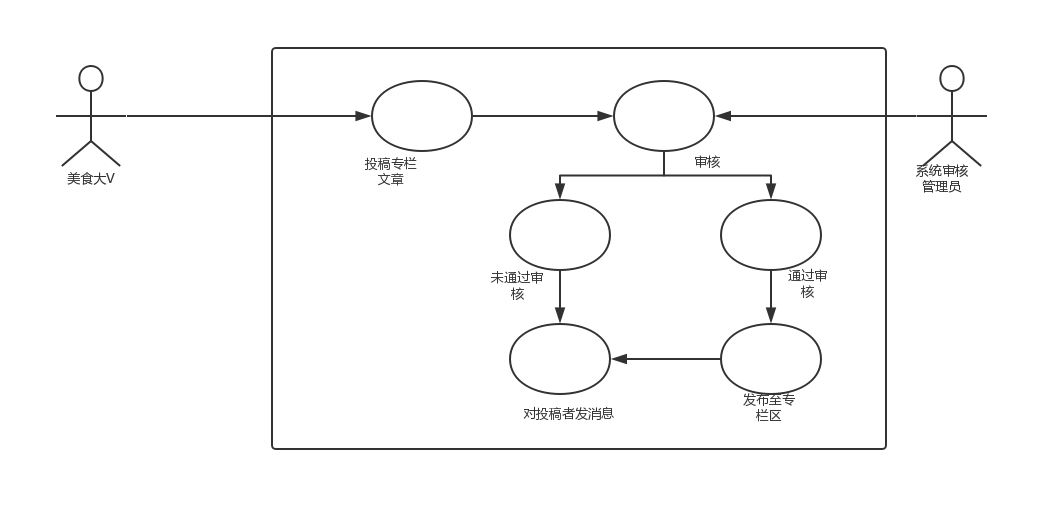 美食大V
投稿专栏
文章
审核
系统审核
管理员
未通过审
核
通过审
核
对投稿者发消息
发布至专
栏区